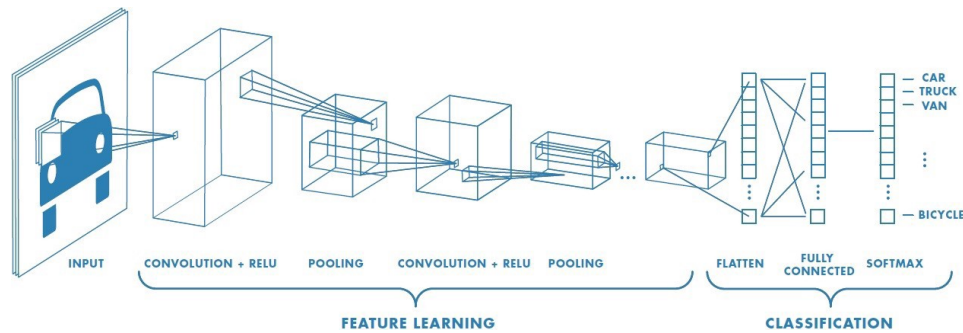 CAR
TRUCK
VAN
BICYCLE
INPUT
CONVOLUTION + RELU
POOLING
CONVOLUTION + RELU
POOLING
FLATTEN
FULLY
CONNECTED
SOFTMAX
FEATURE LEARNING
CLASSIFICATION